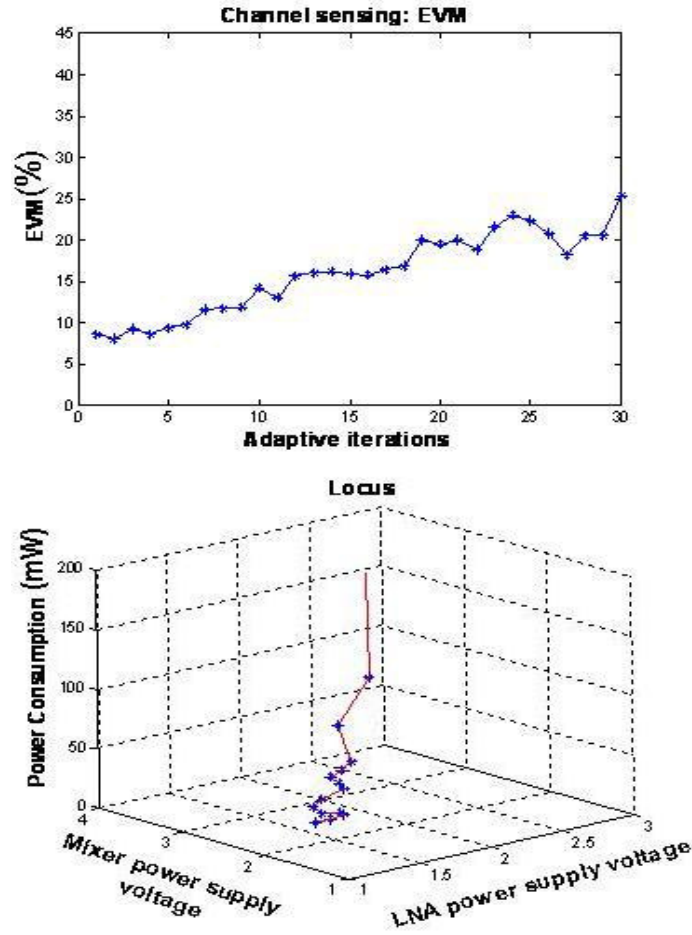 Channel sensing: EVM
45
40
35
30
25
20
15
10
5
0
EVM(%)
0 5 10 15 20 25 30
Adaptive iterations
Locus
Power Consumption (mW)
200
150
100
50
0
4
3
2
1
Mixer power supply
voltage
1
1.5
2
2.5
3
LNA power supply voltage